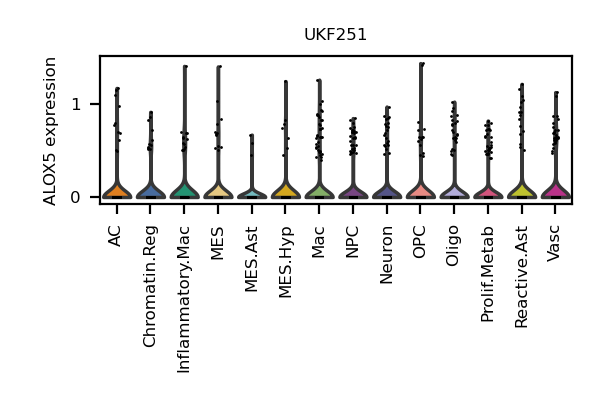 UKF251
ALOX5 expression
1
0
AC
Chromatin.Reg
Inflammatory.Mac
MES
MES.Ast
MES.Hyp
Mac
NPC
Neuron
OPC
Oligo
Prolif.Metab
Reactive.Ast
Vasc